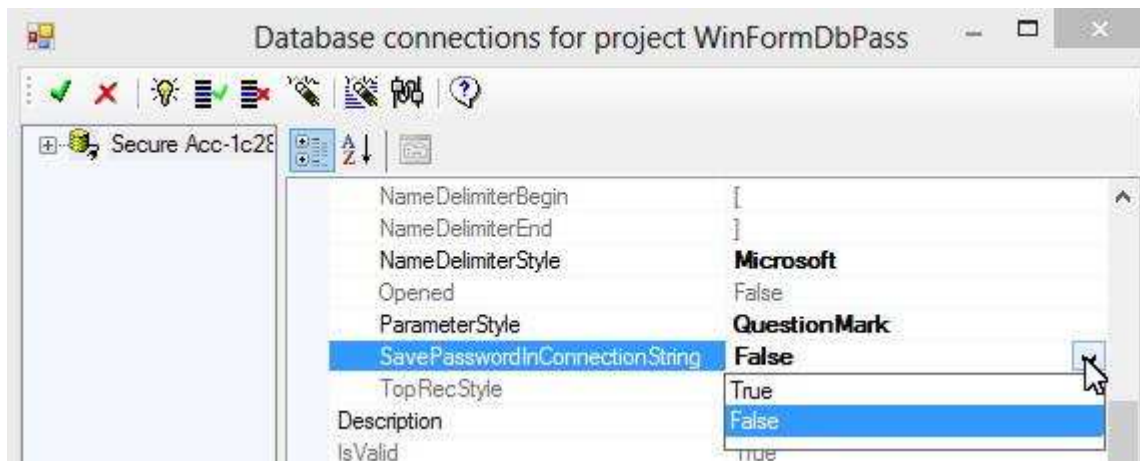 Database connections for project WinFormDbPass
Secure Acc-1c28
NameDelimiterBegin [
NameDelimiterEnd ]
NameDelimiterStyle Microsoft
Opened False
ParameterStyle QuestionMark
SavePasswordInConnectionString False
TopRecStyle
True
False
Description
IsValid True